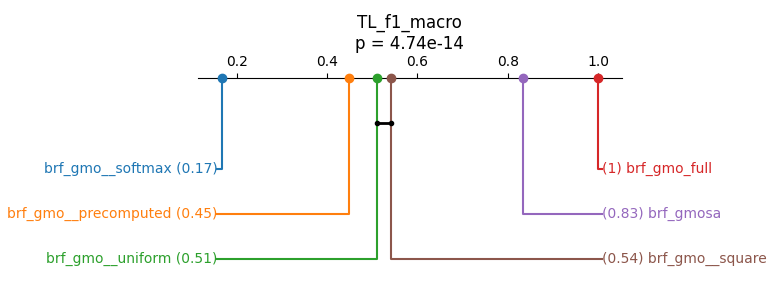 TL_f1_macro
p = 4.74e-14
0.2 0.4 0.6 0.8 1.0
brf_gmo__softmax (0.17) (1) brf_gmo_full
brf_gmo__precomputed (0.45) (0.83) brf_gmosa
brf_gmo__uniform (0.51) (0.54) brf_gmo__square